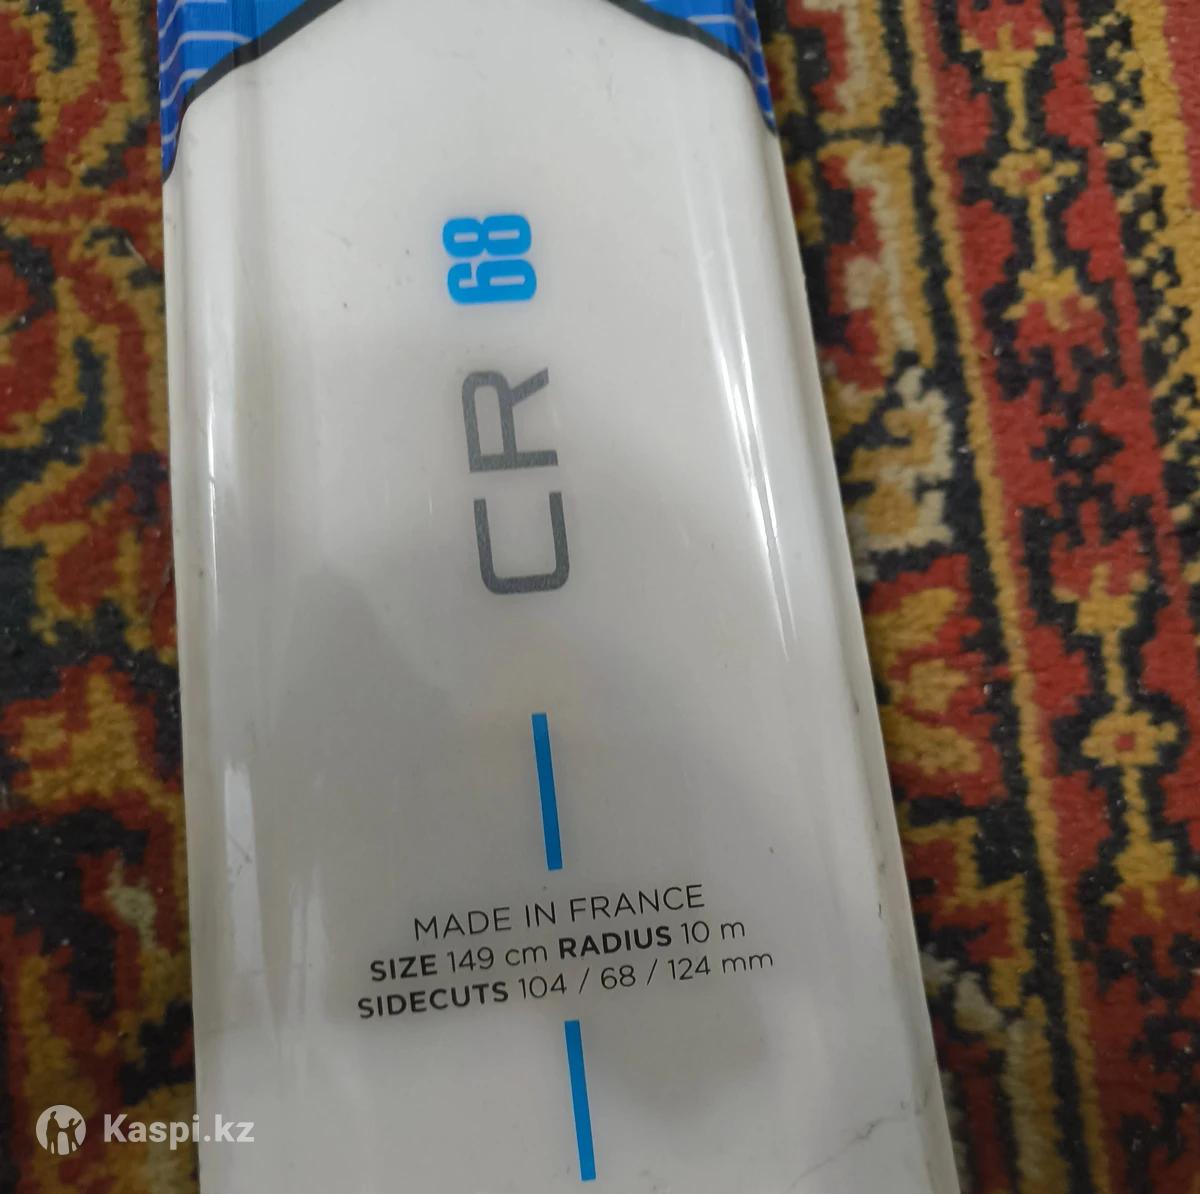 CR 68
MADE IN FRANCE
SIZE 149 cm RADIUS 10 m
SIDECUTS 104 / 68 / 124 mm
Kaspi.kz